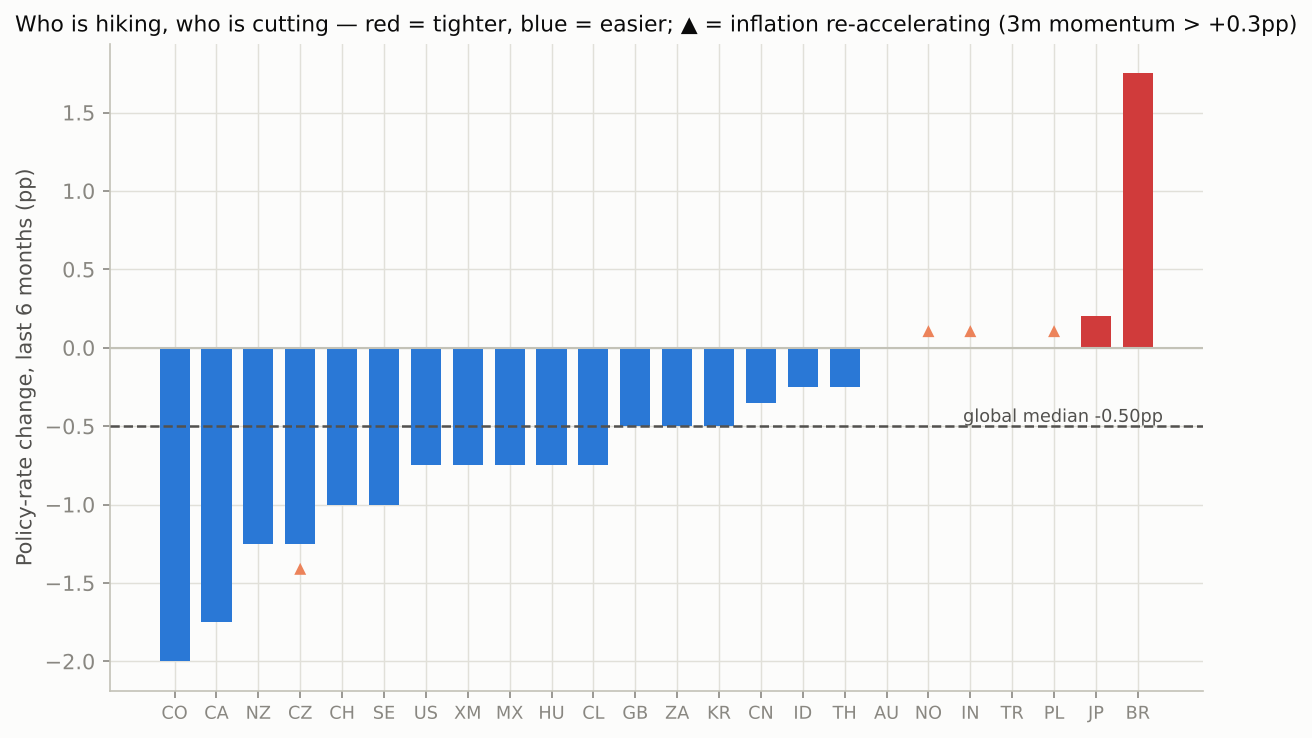 Who is hiking, who is cutting — red = tighter, blue = easier; ▲ = inflation re-accelerating (3m momentum > +0.3pp)
Policy-rate change, last 6 months (pp)
1.5
1.0
0.5
0.0
−0.5
−1.0
−1.5
−2.0
global median -0.50pp
CO CA NZ CZ CH SE US XM MX HU CL GB ZA KR CN ID TH AU NO IN TR PL JP BR